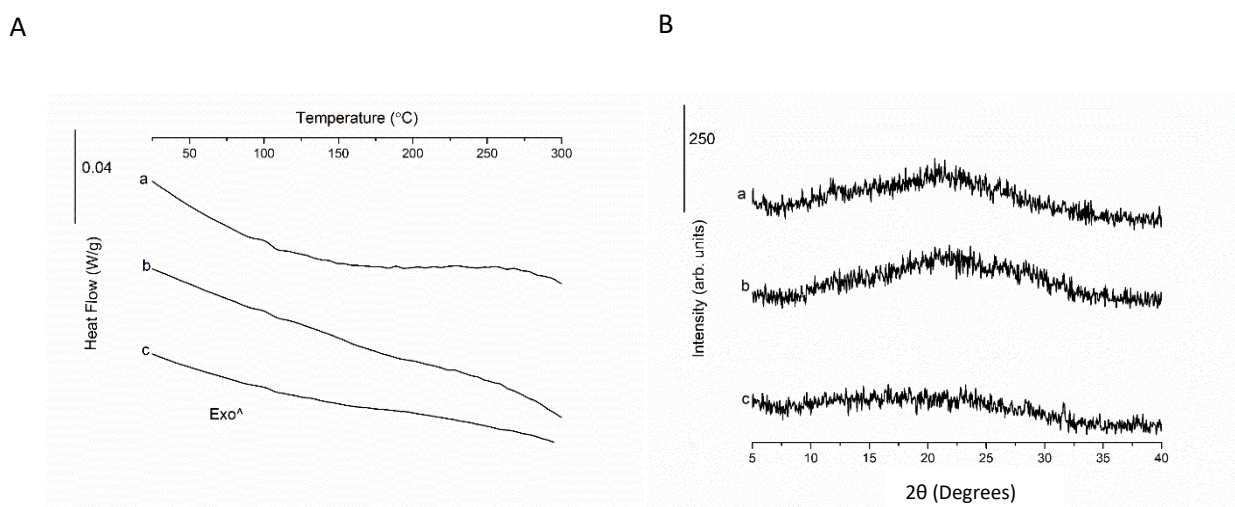 A
B
Temperature (°C)
50 100 150 200 250 300
0.04
a
b
c
Heat Flow (W/g)
Exo^
250
a
b
c
Intensity (arb. units)
5 10 15 20 25 30 35 40
2θ (Degrees)